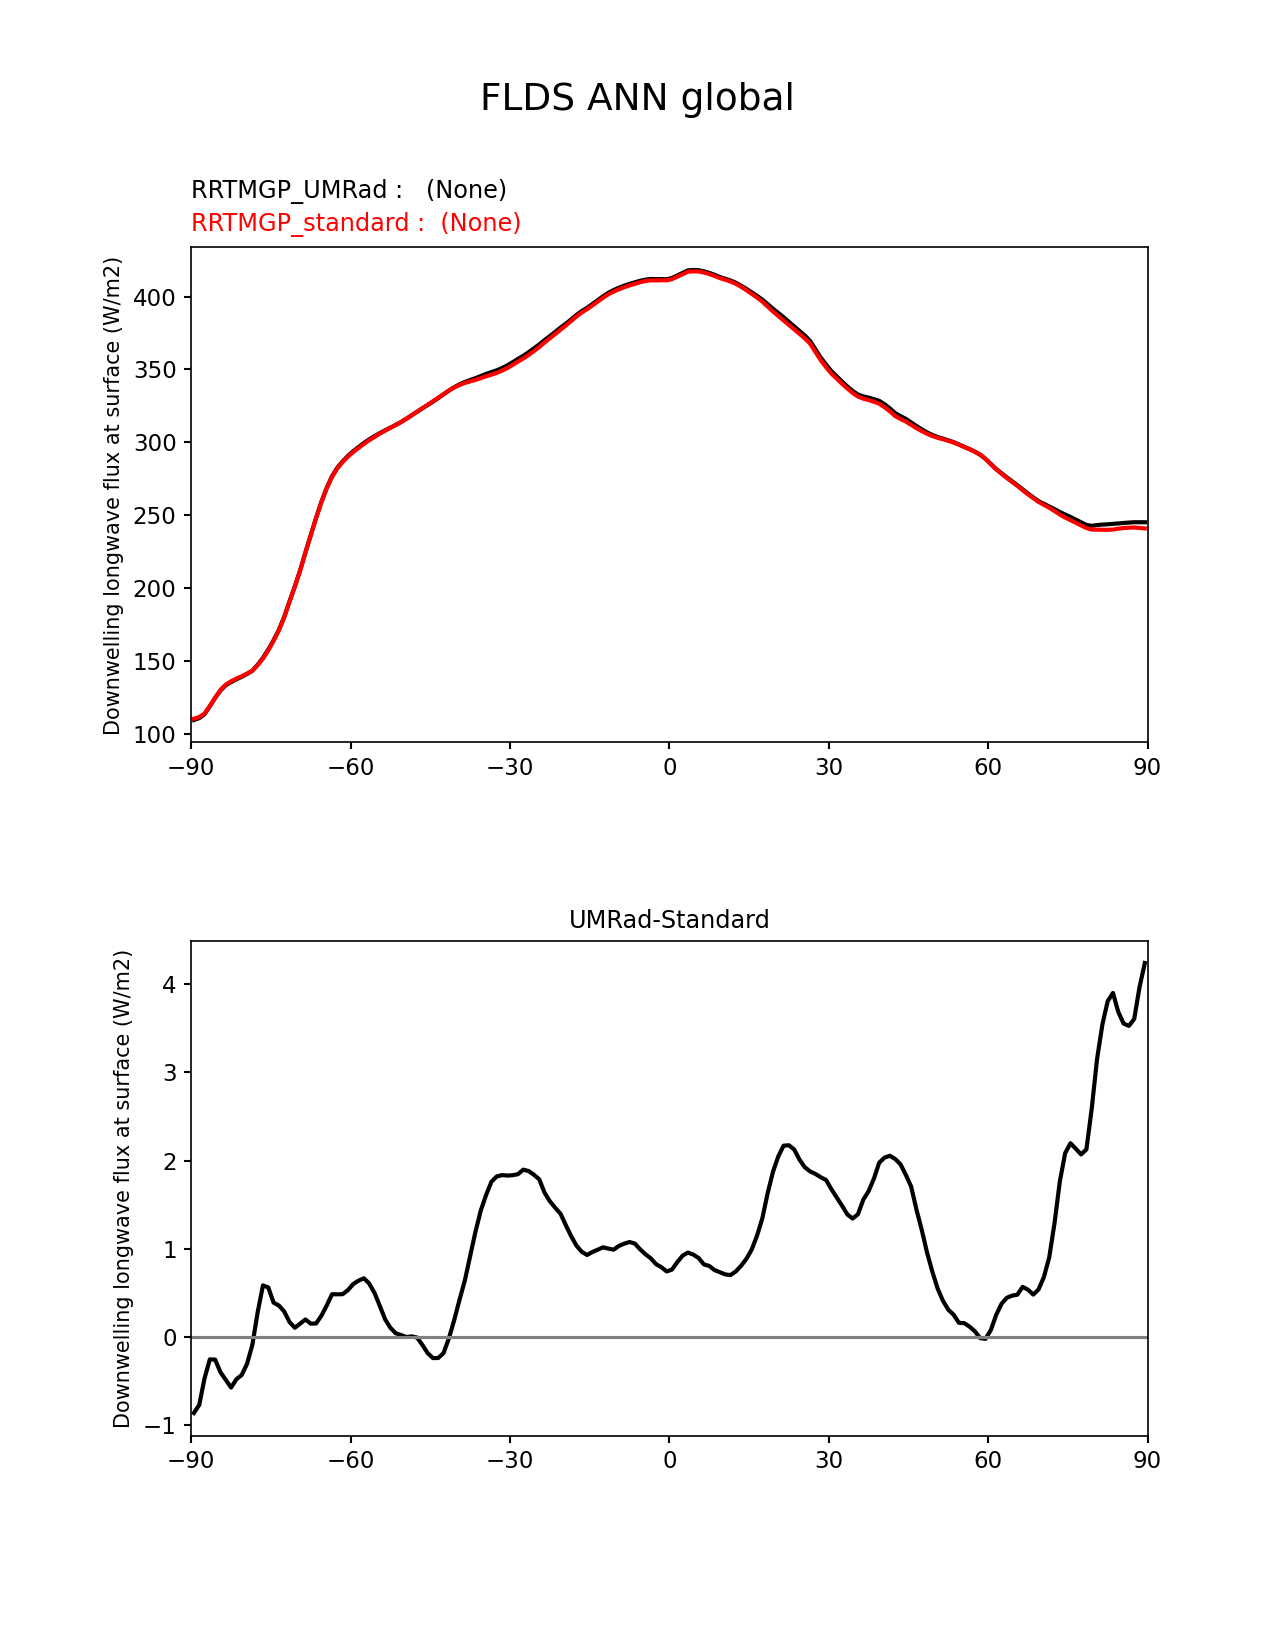 FLDS ANN global
RRTMGP_UMRad :   (None)
RRTMGP_standard :  (None)
Downwelling longwave flux at surface (W/m2)
400
350
300
250
200
150
100
−90 −60 −30 0 30 60 90
UMRad-Standard
Downwelling longwave flux at surface (W/m2)
4
3
2
1
0
−1
−90 −60 −30 0 30 60 90